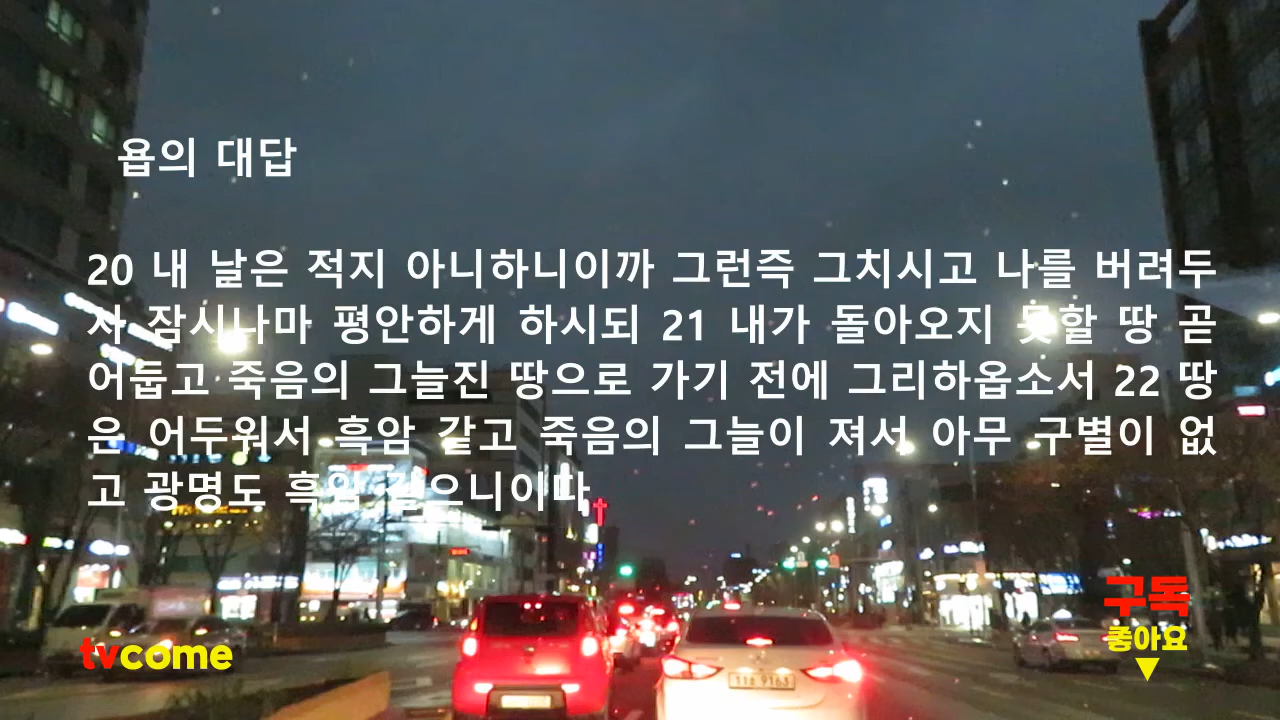 욥의 대답
20 내 날은 적지 아니하니이까 그런즉 그치시고 나를 버려두
사 잠시나마 평안하게 하시되 21 내가 돌아오지 못할 땅 곧
어둡고 죽음의 그늘진 땅으로 가기 전에 그리하옵소서 22 땅
은 어두워서 흑암 같고 죽음의 그늘이 져서 아무 구별이 없
고 광명도 흑암 같으니이다
구독
좋아요
tvcome